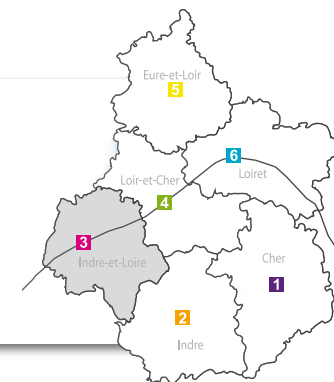 Eure-et-Loir
5
6
Loiret
Loir-et-Cher
4
3
Indre-et-Loire
Cher
1
2
Indre